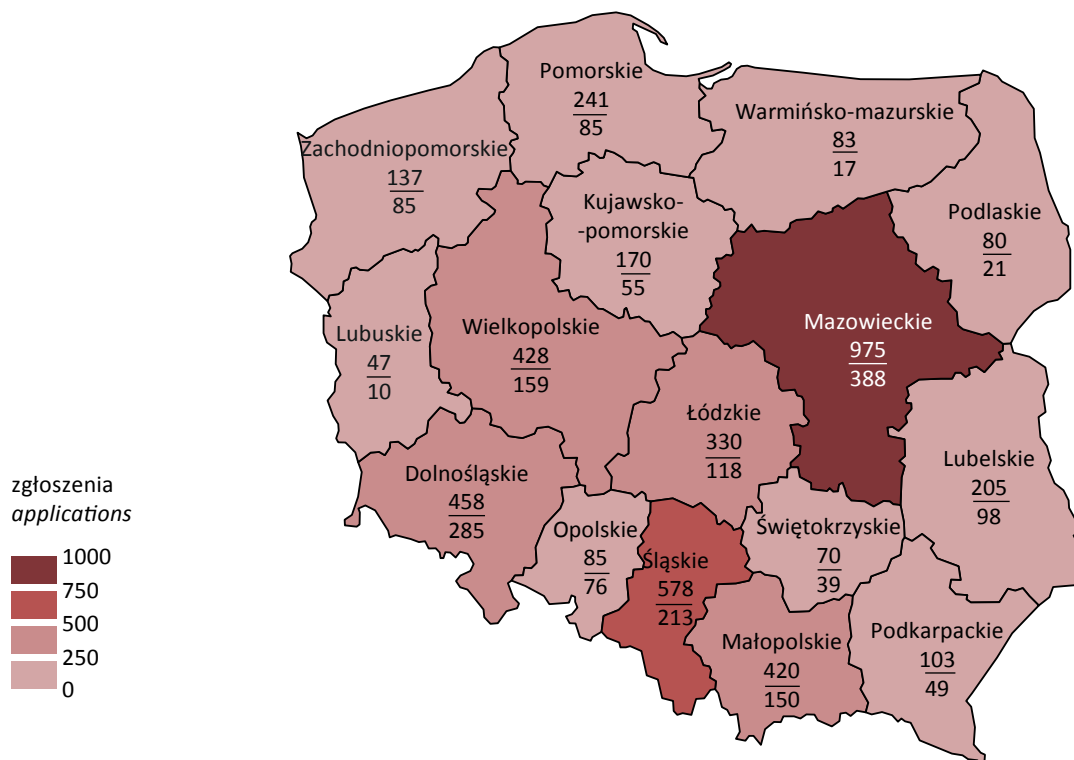 Pomorskie
241
85
Warmińsko-mazurskie
83
17
Zachodniopomorskie
137
85
Kujawsko-
-pomorskie
170
55
Podlaskie
80
21
Wielkopolskie
428
159
Mazowieckie
975
388
Lubuskie
47
10
Łódzkie
330
118
Dolnośląskie
458
285
Lubelskie
205
98
Opolskie
85
76
Świętokrzyskie
70
39
Śląskie
578
213
Małopolskie
420
150
Podkarpackie
103
49
zgłoszenia
applications
1000
750
500
250
0